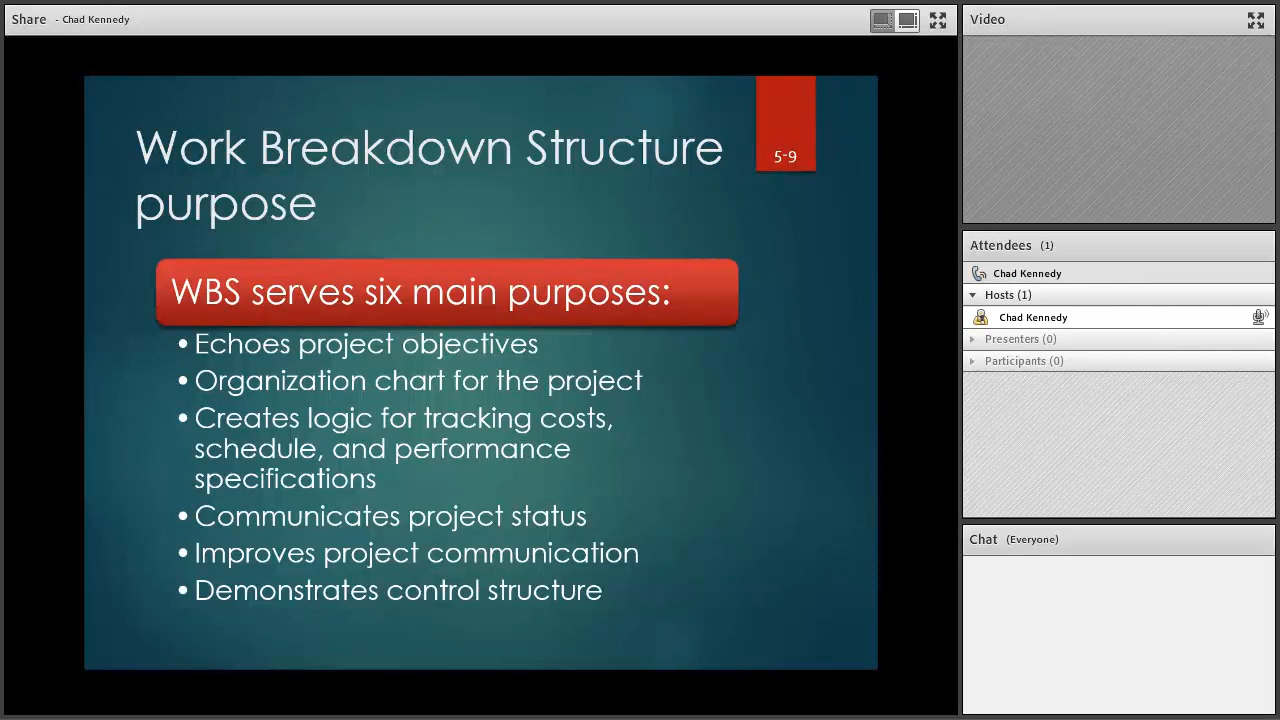 Share - Chad Kennedy
Work Breakdown Structure
purpose
5-9
WBS serves six main purposes:
• Echoes project objectives
• Organization chart for the project
• Creates logic for tracking costs,
schedule, and performance
specifications
• Communicates project status
• Improves project communication
• Demonstrates control structure
Video
Attendees (1)
Chad Kennedy
Hosts (1)
Chad Kennedy
Presenters (0)
Participants (0)
Chat (Everyone)